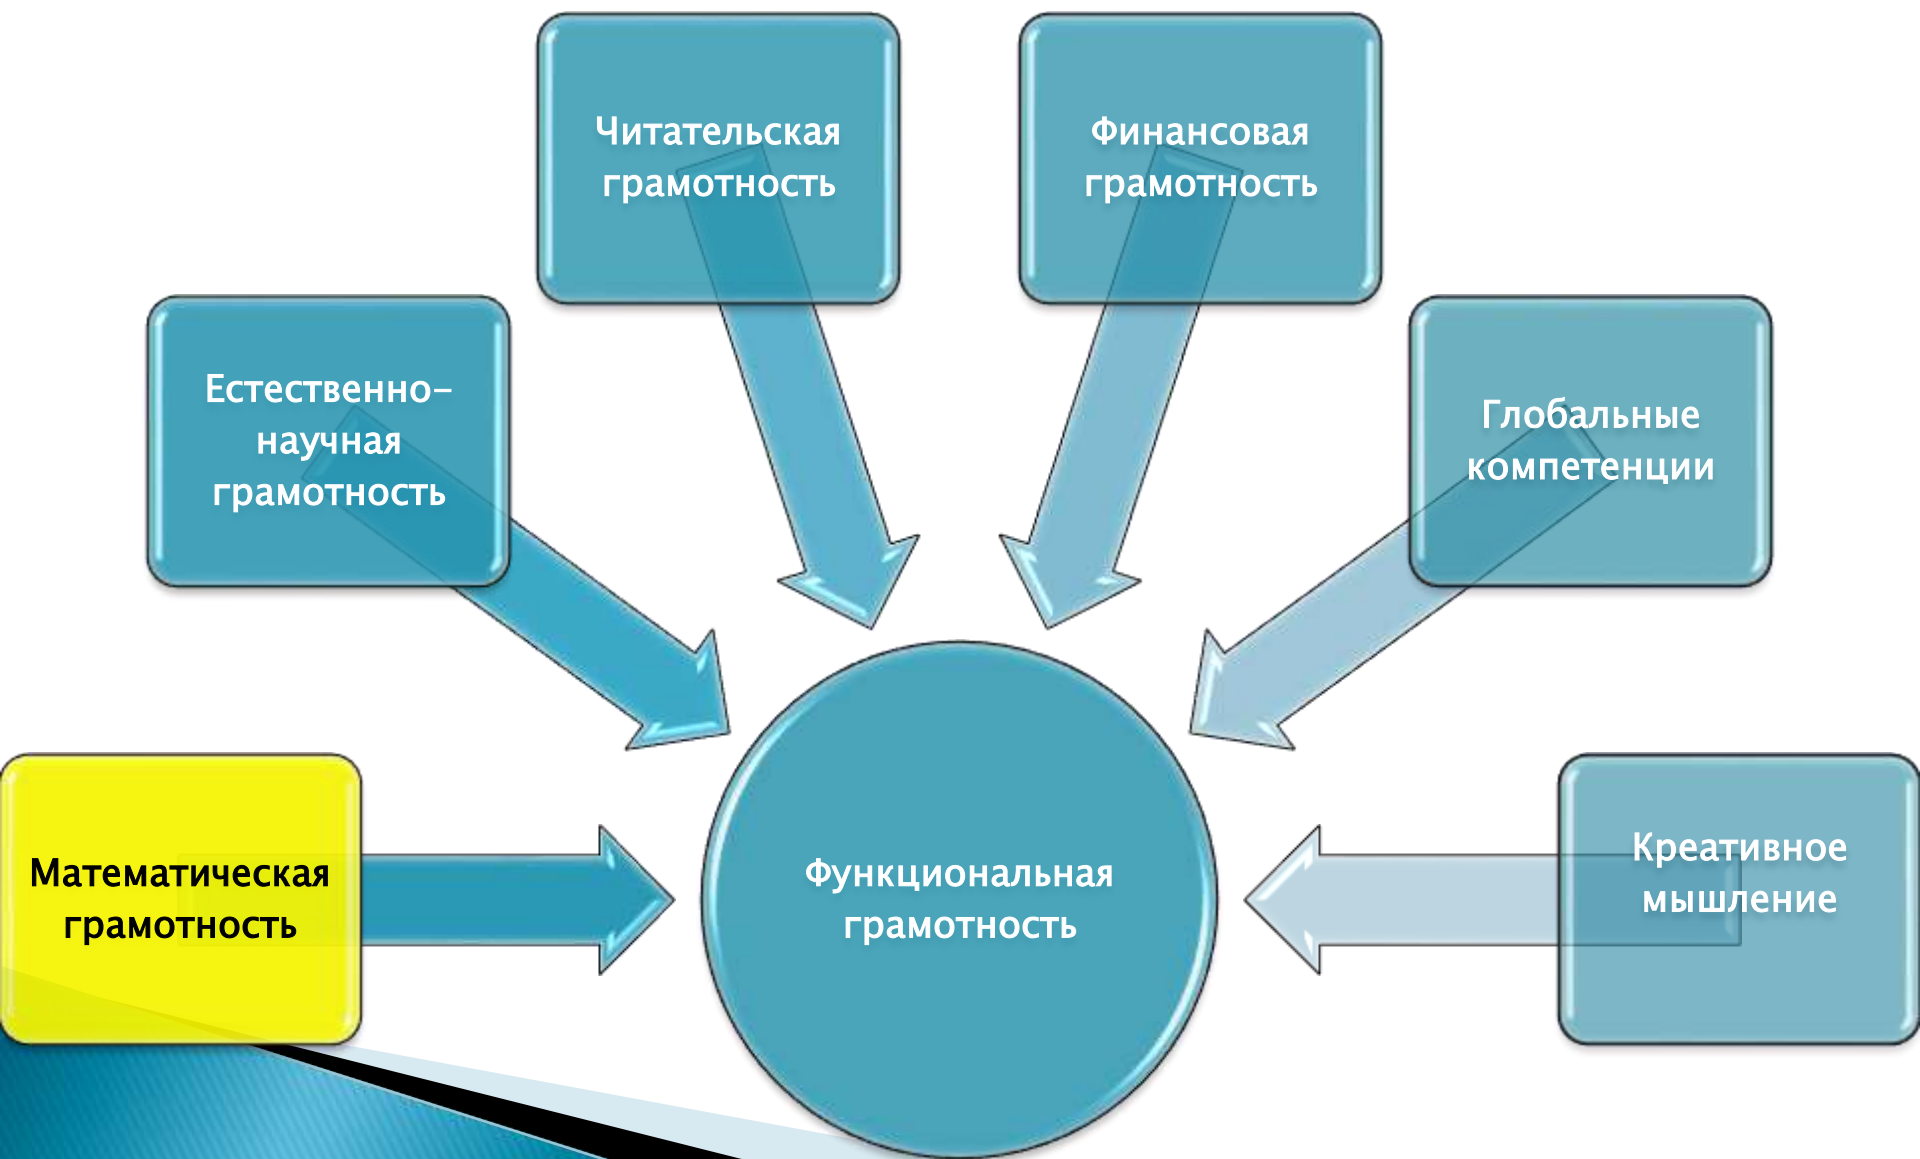 Читательская
грамотность
Финансовая
грамотность
Естественно-
научная
грамотность
Глобальные
компетенции
Математическая
грамотность
Функциональная
грамотность
Креативное
мышление